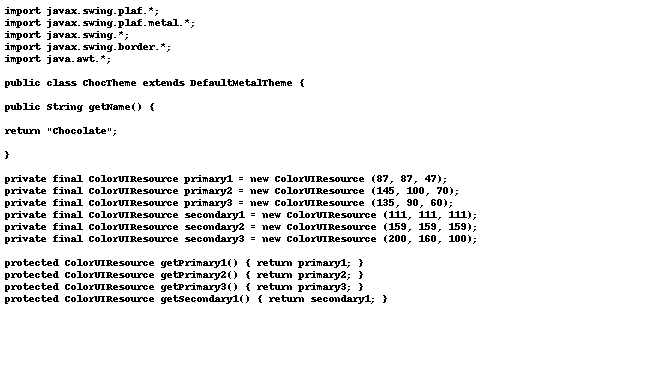 import javax.swing.plaf.*;
import javax.swing.plaf.metal.*;
import javax.swing.*;
import javax.swing.border.*;
import java.awt.*;

public class ChocTheme extends DefaultMetalTheme {

public String getName() {

return "Chocolate";

}

private final ColorUIResource primary1 = new ColorUIResource (87, 87, 47);
private final ColorUIResource primary2 = new ColorUIResource (145, 100, 70);
private final ColorUIResource primary3 = new ColorUIResource (135, 90, 60);
private final ColorUIResource secondary1 = new ColorUIResource (111, 111, 111);
private final ColorUIResource secondary2 = new ColorUIResource (159, 159, 159);
private final ColorUIResource secondary3 = new ColorUIResource (200, 160, 100);

protected ColorUIResource getPrimary1() { return primary1; }
protected ColorUIResource getPrimary2() { return primary2; }
protected ColorUIResource getPrimary3() { return primary3; }
protected ColorUIResource getSecondary1() { return secondary1; }